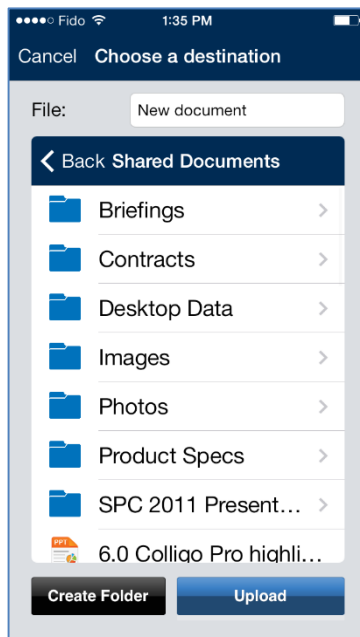 Fido 1:35 PM
Cancel Choose a destination
File: New document
Back Shared Documents
Briefings
Contracts
Desktop Data
Images
Photos
Product Specs
SPC 2011 Present...
PPT 6.0 Colligo Pro highli...
Create Folder Upload